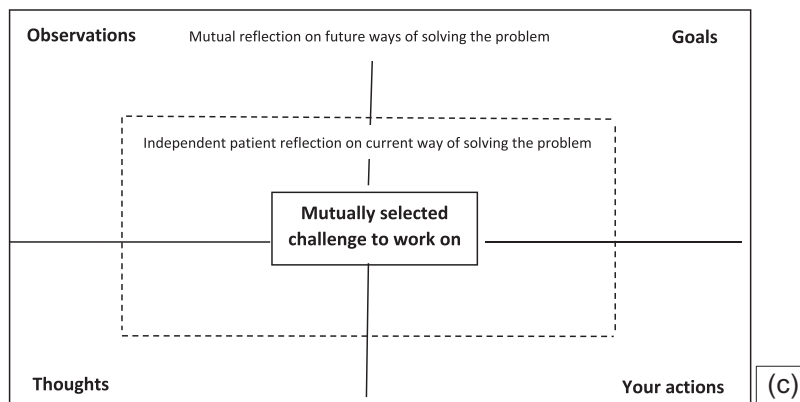 Observations
Mutual reflection on future ways of solving the problem
Goals
Independent patient reflection on current way of solving the problem
Mutually selected
challenge to work on
Thoughts
Your actions
(c)